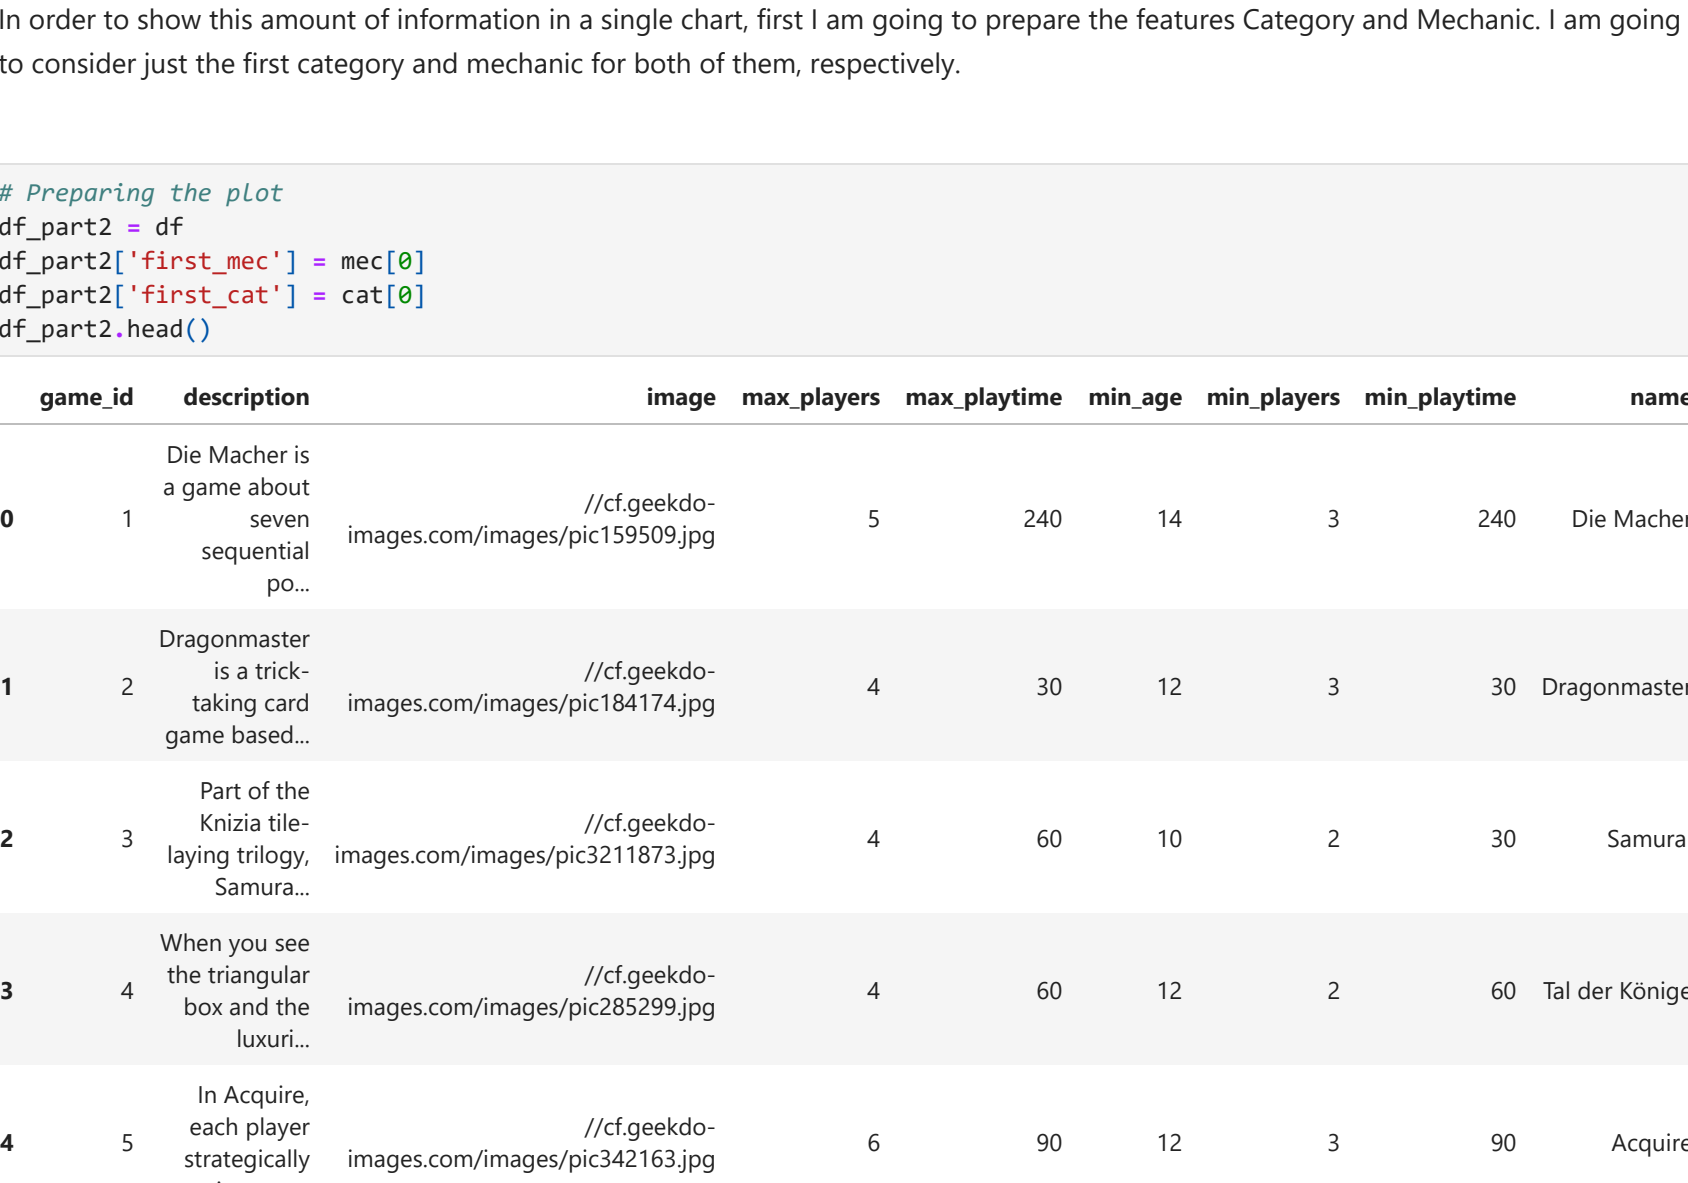 In order to show this amount of information in a single chart, first I am going to prepare the features Category and Mechanic. I am going
to consider just the first category and mechanic for both of them, respectively.
# Preparing the plot
df_part2 = df
df_part2['first_mec'] = mec[0]
df_part2['first_cat'] = cat[0]
df_part2.head()
game_id description image max_players max_playtime min_age min_players min_playtime name
Die Macher is
a game about
seven
sequential
po...
0 1 //cf.geekdo-
images.com/images/pic159509.jpg 5 240 14 3 240 Die Macher
Dragonmaster
is a trick-
taking card
game based...
1 2 //cf.geekdo-
images.com/images/pic184174.jpg 4 30 12 3 30 Dragonmaster
Part of the
Knizia tile-
laying trilogy,
Samura...
2 3 //cf.geekdo-
images.com/images/pic3211873.jpg 4 60 10 2 30 Samura
When you see
the triangular
box and the
luxuri...
3 4 //cf.geekdo-
images.com/images/pic285299.jpg 4 60 12 2 60 Tal der Könige
In Acquire,
each player
strategically
4 5 //cf.geekdo-
images.com/images/pic342163.jpg 6 90 12 3 90 Acquire